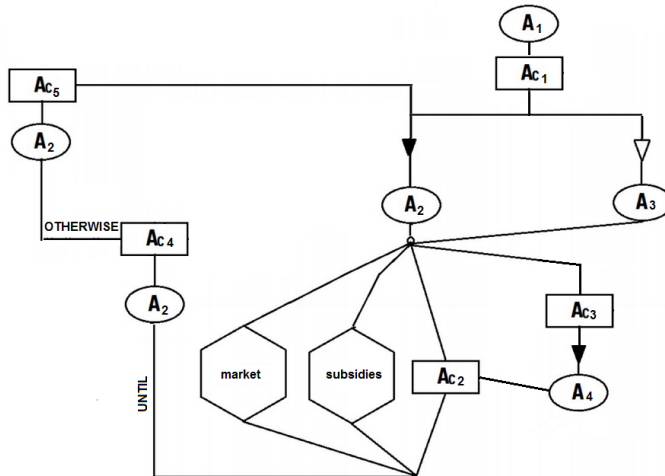 A1
Ac1
Ac5
A2
A2
A3
OTHERWISE
Ac4
A2
Ac3
market
subsidies
Ac2
A4
UNTIL